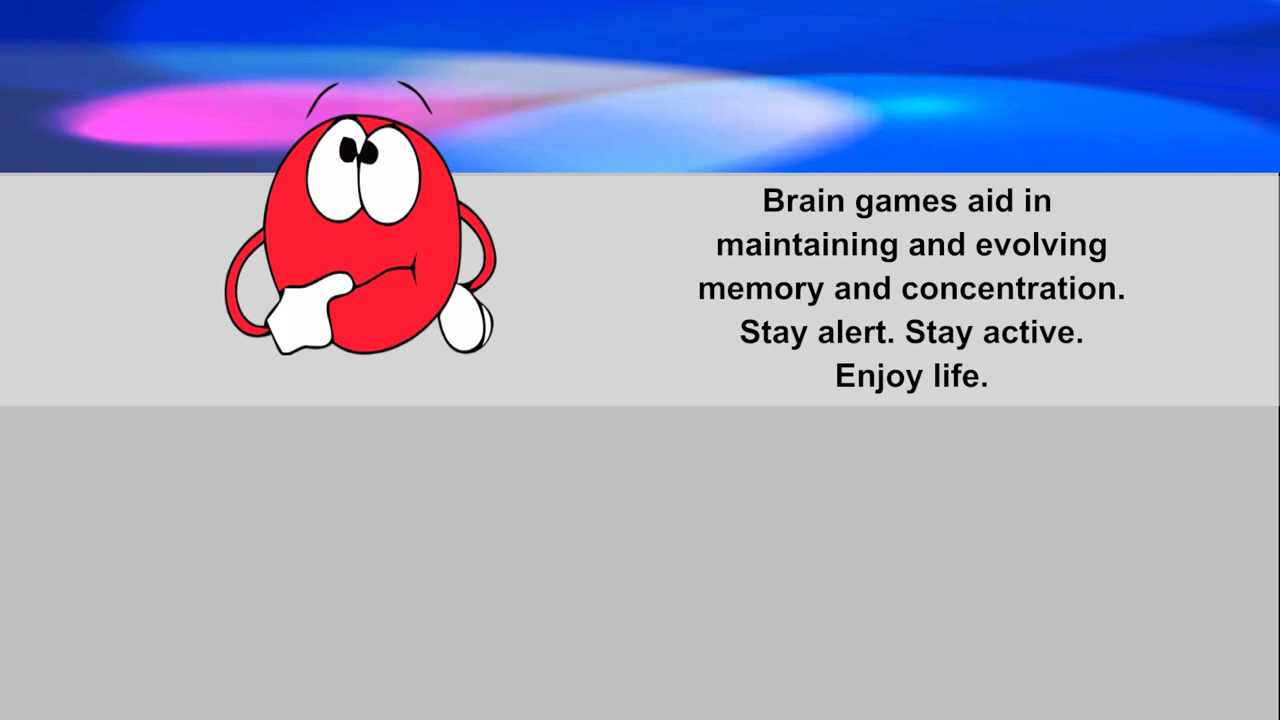 Brain games aid in
maintaining and evolving
memory and concentration.
Stay alert. Stay active.
Enjoy life.